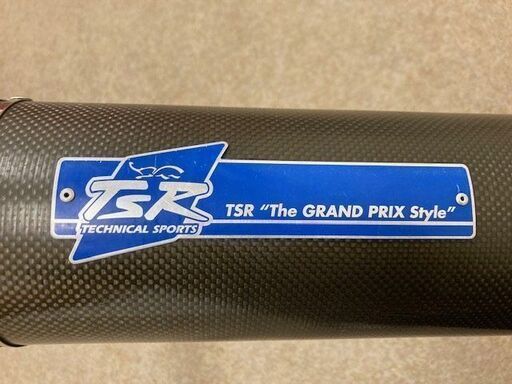 TSR
TECHNICAL SPORTS
TSR "The GRAND PRIX Style"